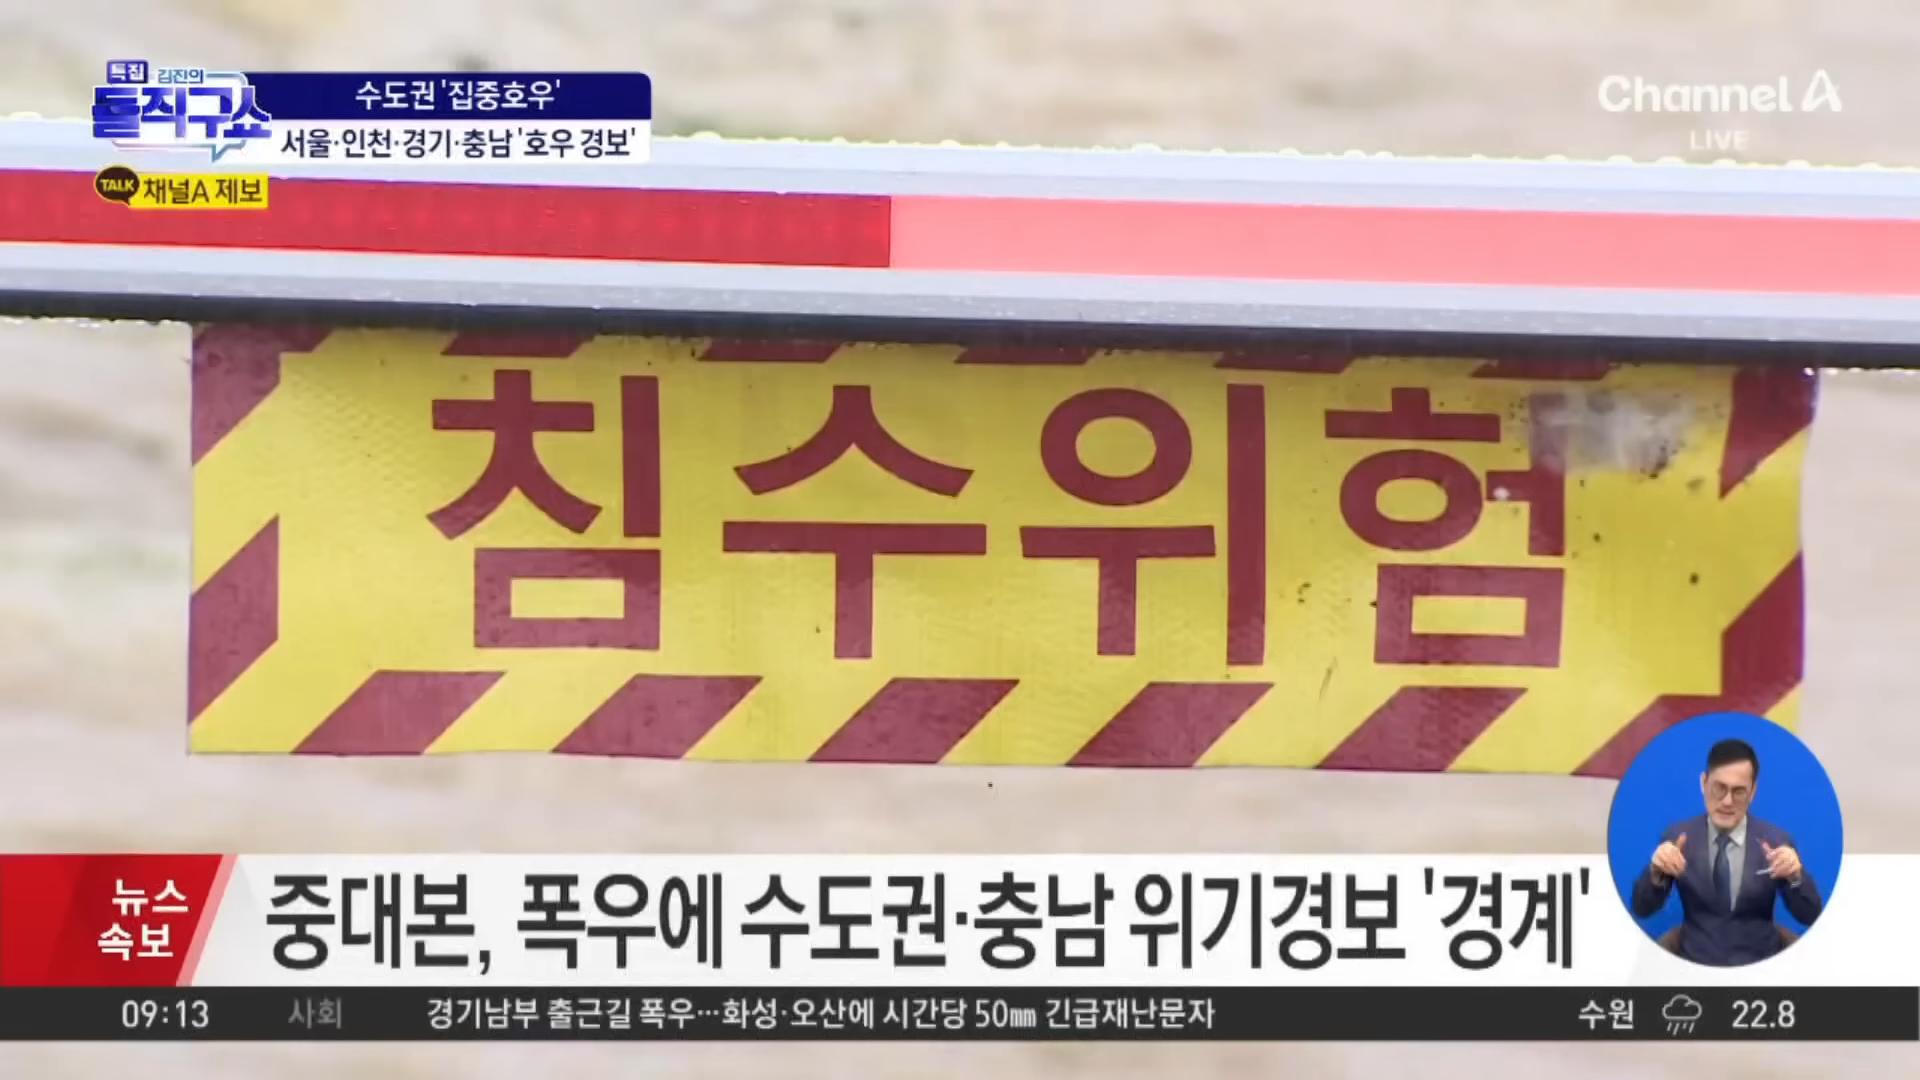 특집 김진의
돌직구쇼
수도권 '집중호우'
서울·인천·경기·충남 '호우 경보'
TALK 채널A 제보
Channel A
LIVE
침수위험
뉴스
속보
중대본, 폭우에 수도권·충남 위기경보 '경계'
09:13 사회 경기남부 출근길 폭우…화성·오산에 시간당 50㎜ 긴급재난문자 수원 22.8